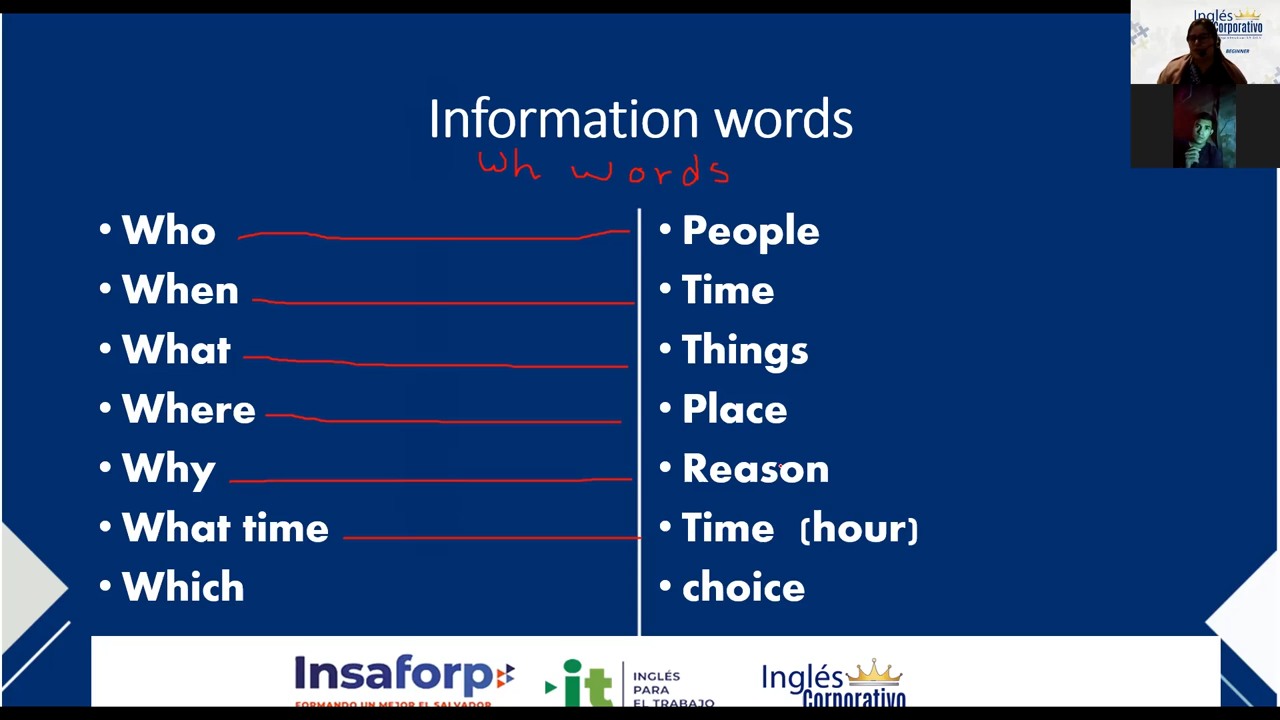 Information words
wh words
• Who
• When
• What
• Where
• Why
• What time
• Which
• People
• Time
• Things
• Place
• Reason
• Time (hour)
• choice
Insaforp
FORMANDO UN MEJOR EL SALVADOR
it
INGLÉS
PARA
EL TRABAJO
Inglés
Corporativo
Inglés
Corporativo
BEGINNER